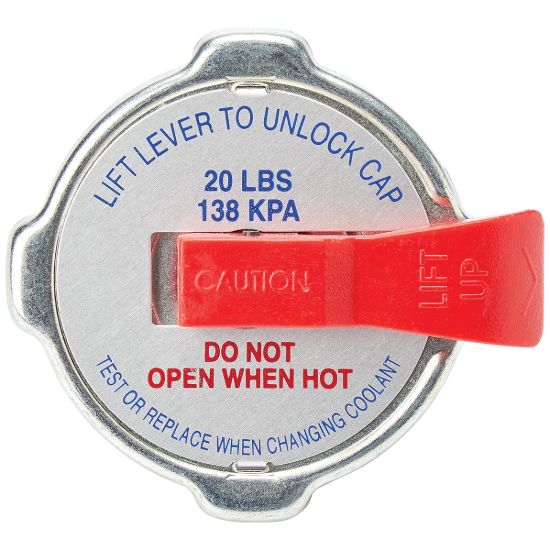 LIFT LEVER TO UNLOCK CAP
20 LBS
138 KPA
CAUTION
LIFT
UP
DO NOT
OPEN WHEN HOT
TEST OR REPLACE WHEN CHANGING COOLANT